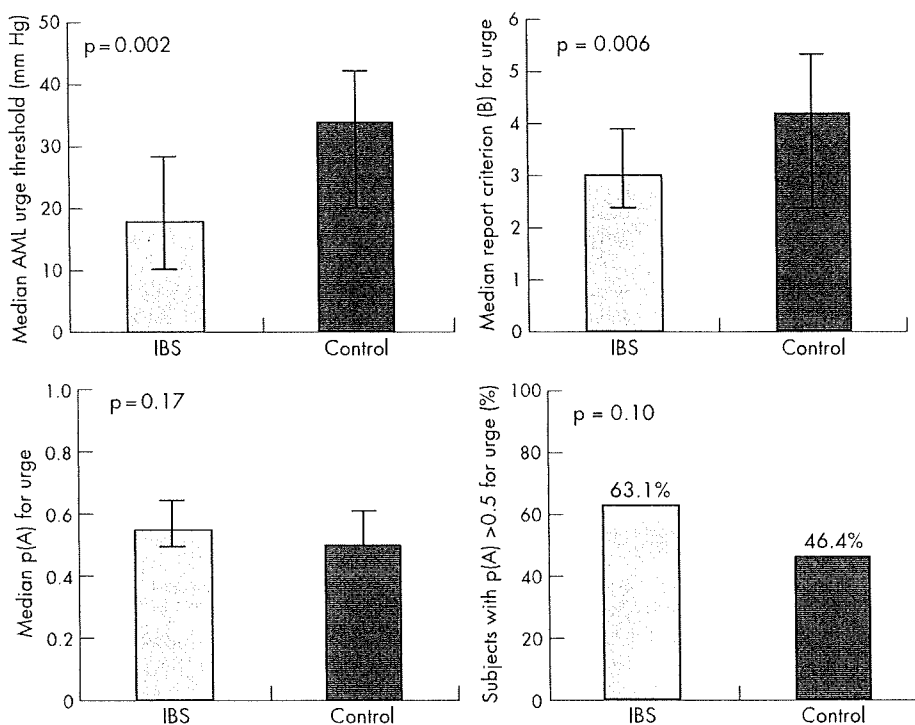 Median AML urge threshold (mm Hg)
50
40
30
20
10
0
p=0.002
IBS
Control
Median report criterion (B) for urge
6
5
4
3
2
1
0
p = 0.006
IBS
Control
Median p(A) for urge
1.0
0.8
0.6
0.4
0.2
0
p=0.17
IBS
Control
Subjects with p(A) >0.5 for urge (%)
100
80
60
40
20
0
p = 0.10
63.1%
46.4%
IBS
Control